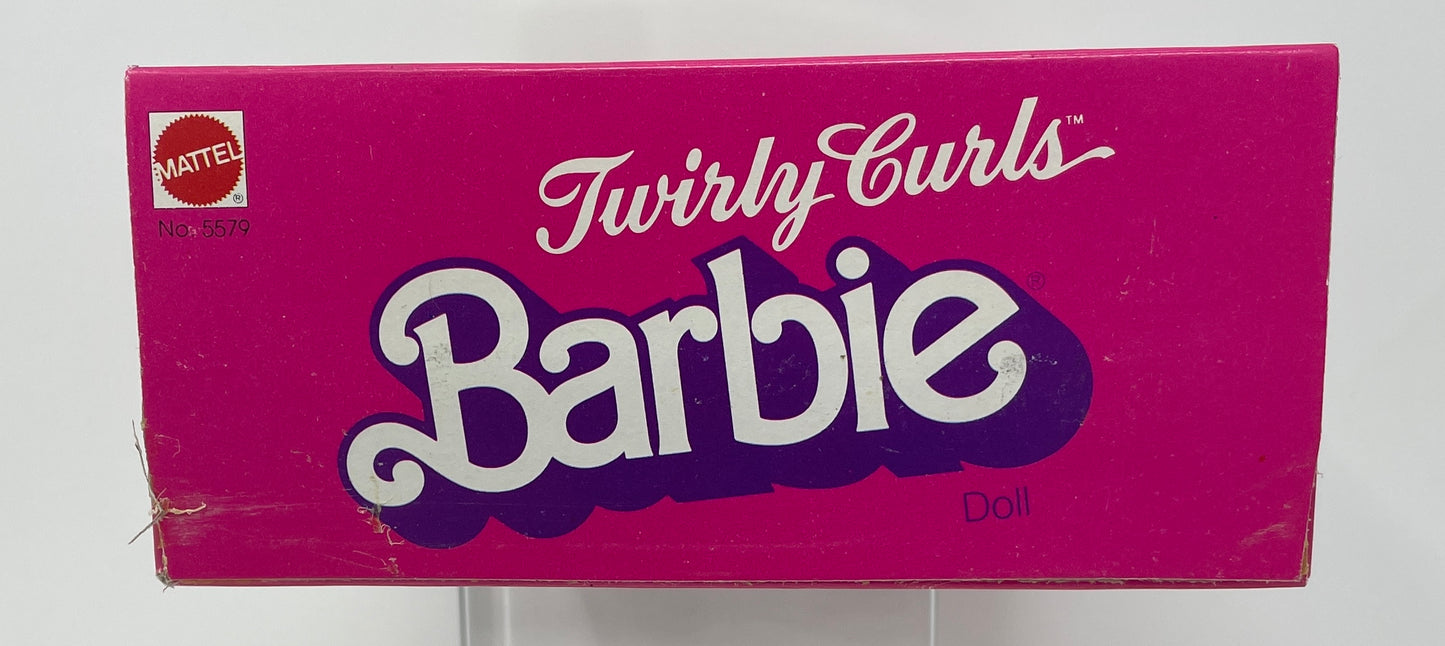 MATTEL
®
No. 5579
Twirly Curls™
Barbie®
Doll